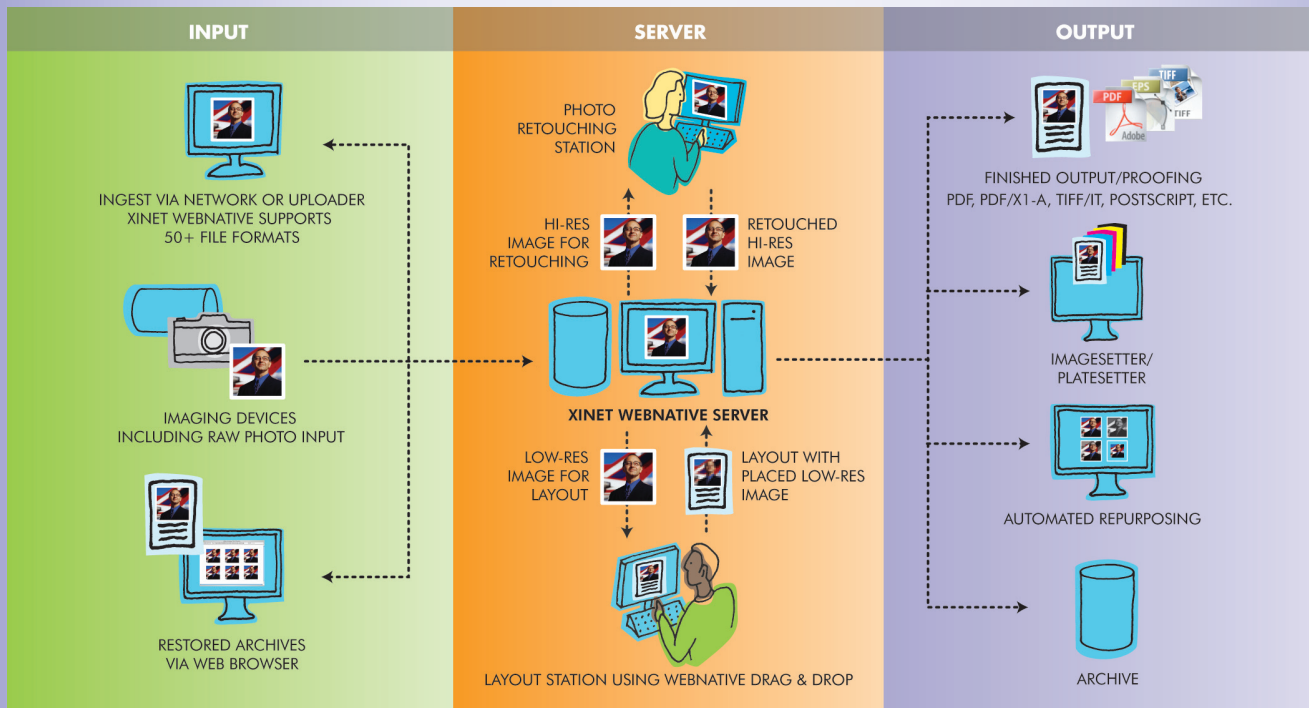 INPUT
INGEST VIA NETWORK OR UPLOADER
XINET WEBNATIVE SUPPORTS
50+ FILE FORMATS
IMAGING DEVICES
INCLUDING RAW PHOTO INPUT
RESTORED ARCHIVES
VIA WEB BROWSER
SERVER
PHOTO
RETOUCHING
STATION
HI-RES
IMAGE FOR
RETOUCHING
RETOUCHED
HI-RES
IMAGE
XINET WEBNATIVE SERVER
LOW-RES
IMAGE FOR
LAYOUT
LAYOUT WITH
PLACED LOW-RES
IMAGE
LAYOUT STATION USING WEBNATIVE DRAG & DROP
OUTPUT
PDF
Adobe
EPS
TIFF
TIFF
FINISHED OUTPUT/PROOFING
PDF, PDF/X1-A, TIFF/IT, POSTSCRIPT, ETC.
IMAGESETTER/
PLATESETTER
AUTOMATED REPURPOSING
ARCHIVE